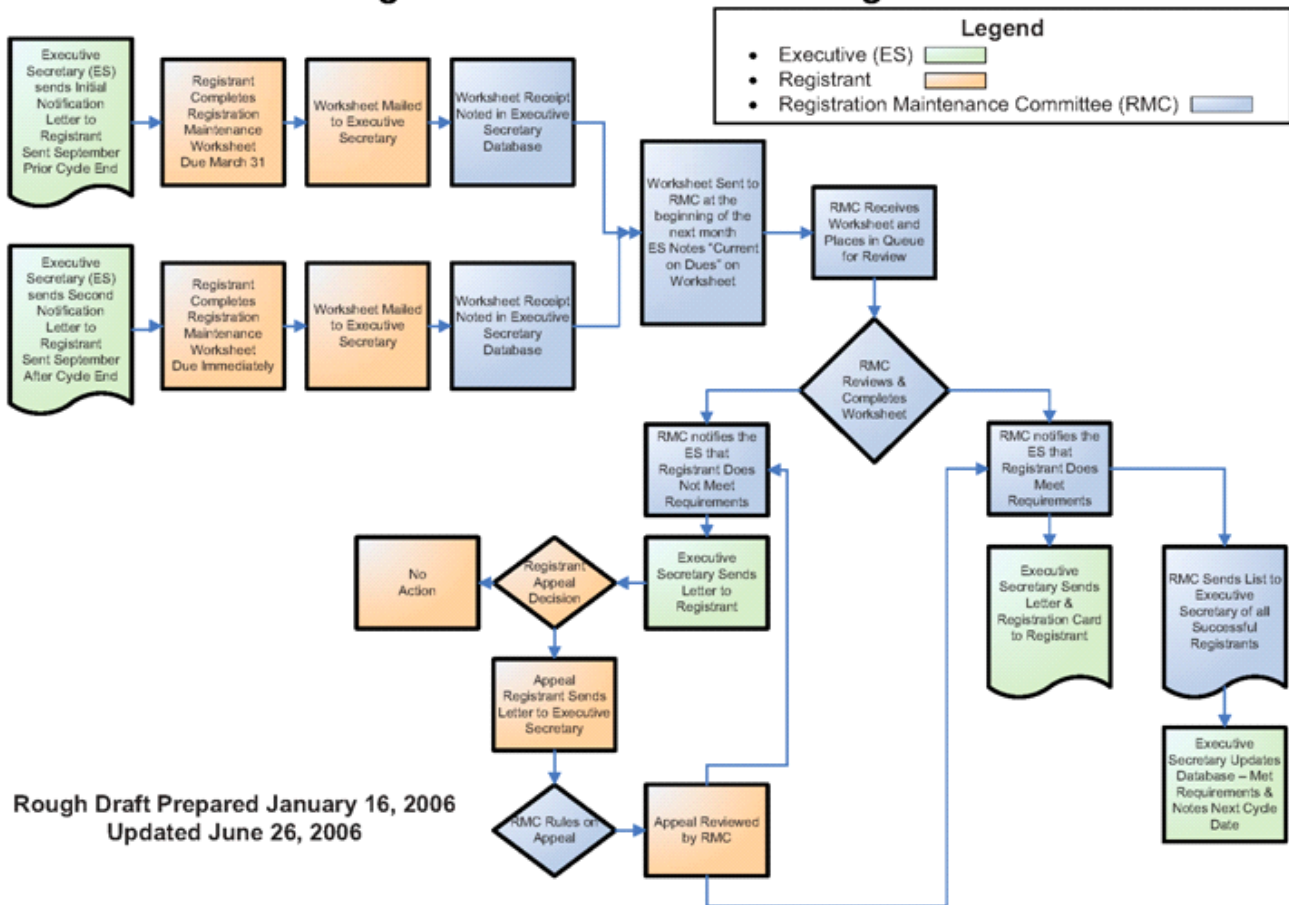 Legend
• Executive (ES)
• Registrant
• Registration Maintenance Committee (RMC)
Executive
Secretary (ES)
sends Initial
Notification
Letter to
Registrant
Sent September
Prior Cycle End
Registrant
Completes
Registration
Maintenance
Worksheet
Due March 31
Worksheet Mailed
to Executive
Secretary
Worksheet Receipt
Noted in Executive
Secretary
Database
Executive
Secretary (ES)
sends Second
Notification
Letter to
Registrant
Sent September
After Cycle End
Registrant
Completes
Registration
Maintenance
Worksheet
Due Immediately
Worksheet Mailed
to Executive
Secretary
Worksheet Receipt
Noted in Executive
Secretary
Database
Worksheet Sent to
RMC at the
beginning of the
next month
ES Notes "Current
on Dues" on
Worksheet
RMC Receives
Worksheet and
Places in Queue
for Review
RMC
Reviews &
Completes
Worksheet
RMC notifies the
ES that
Registrant Does
Not Meet
Requirements
RMC notifies the
ES that
Registrant Does
Meet
Requirements
No
Action
Registrant
Appeal
Decision
Executive
Secretary Sends
Letter to
Registrant
Executive
Secretary Sends
Letter &
Registration Card
to Registrant
RMC Sends List to
Executive
Secretary of all
Successful
Registrants
Appeal
Registrant Sends
Letter to Executive
Secretary
Executive
Secretary Updates
Database – Met
Requirements &
Notes Next Cycle
Date
RMC Rules on
Appeal
Appeal Reviewed
by RMC
Rough Draft Prepared January 16, 2006
Updated June 26, 2006